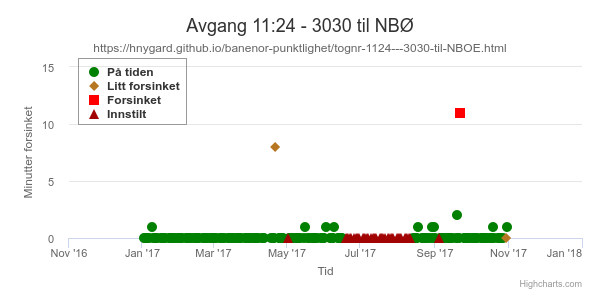 Avgang 11:24 - 3030 til NBØ
https://hnygard.github.io/banenor-punktlighet/tognr-1124---3030-til-NBOE.html
På tiden
Litt forsinket
Forsinket
Innstilt
Minutter forsinket
15
10
5
0
Nov '16
Jan '17
Mar '17
May '17
Jul '17
Sep '17
Nov '17
Jan '18
Tid
Highcharts.com